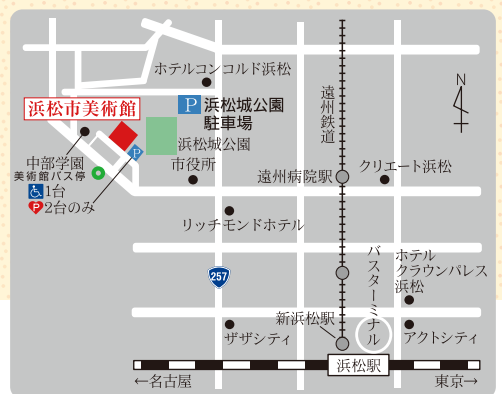 ホテルコンコルド浜松
浜松市美術館
P 浜松城公園
駐車場
遠州鉄道
N
浜松城公園
P
中部学園
美術館バス停
1台
P 2台のみ
市役所
遠州病院駅
クリエート浜松
リッチモンドホテル
257
バスターミナル
ホテル
クラウンパレス
浜松
新浜松駅
ザザシティ
アクトシティ
浜松駅
←名古屋
東京→